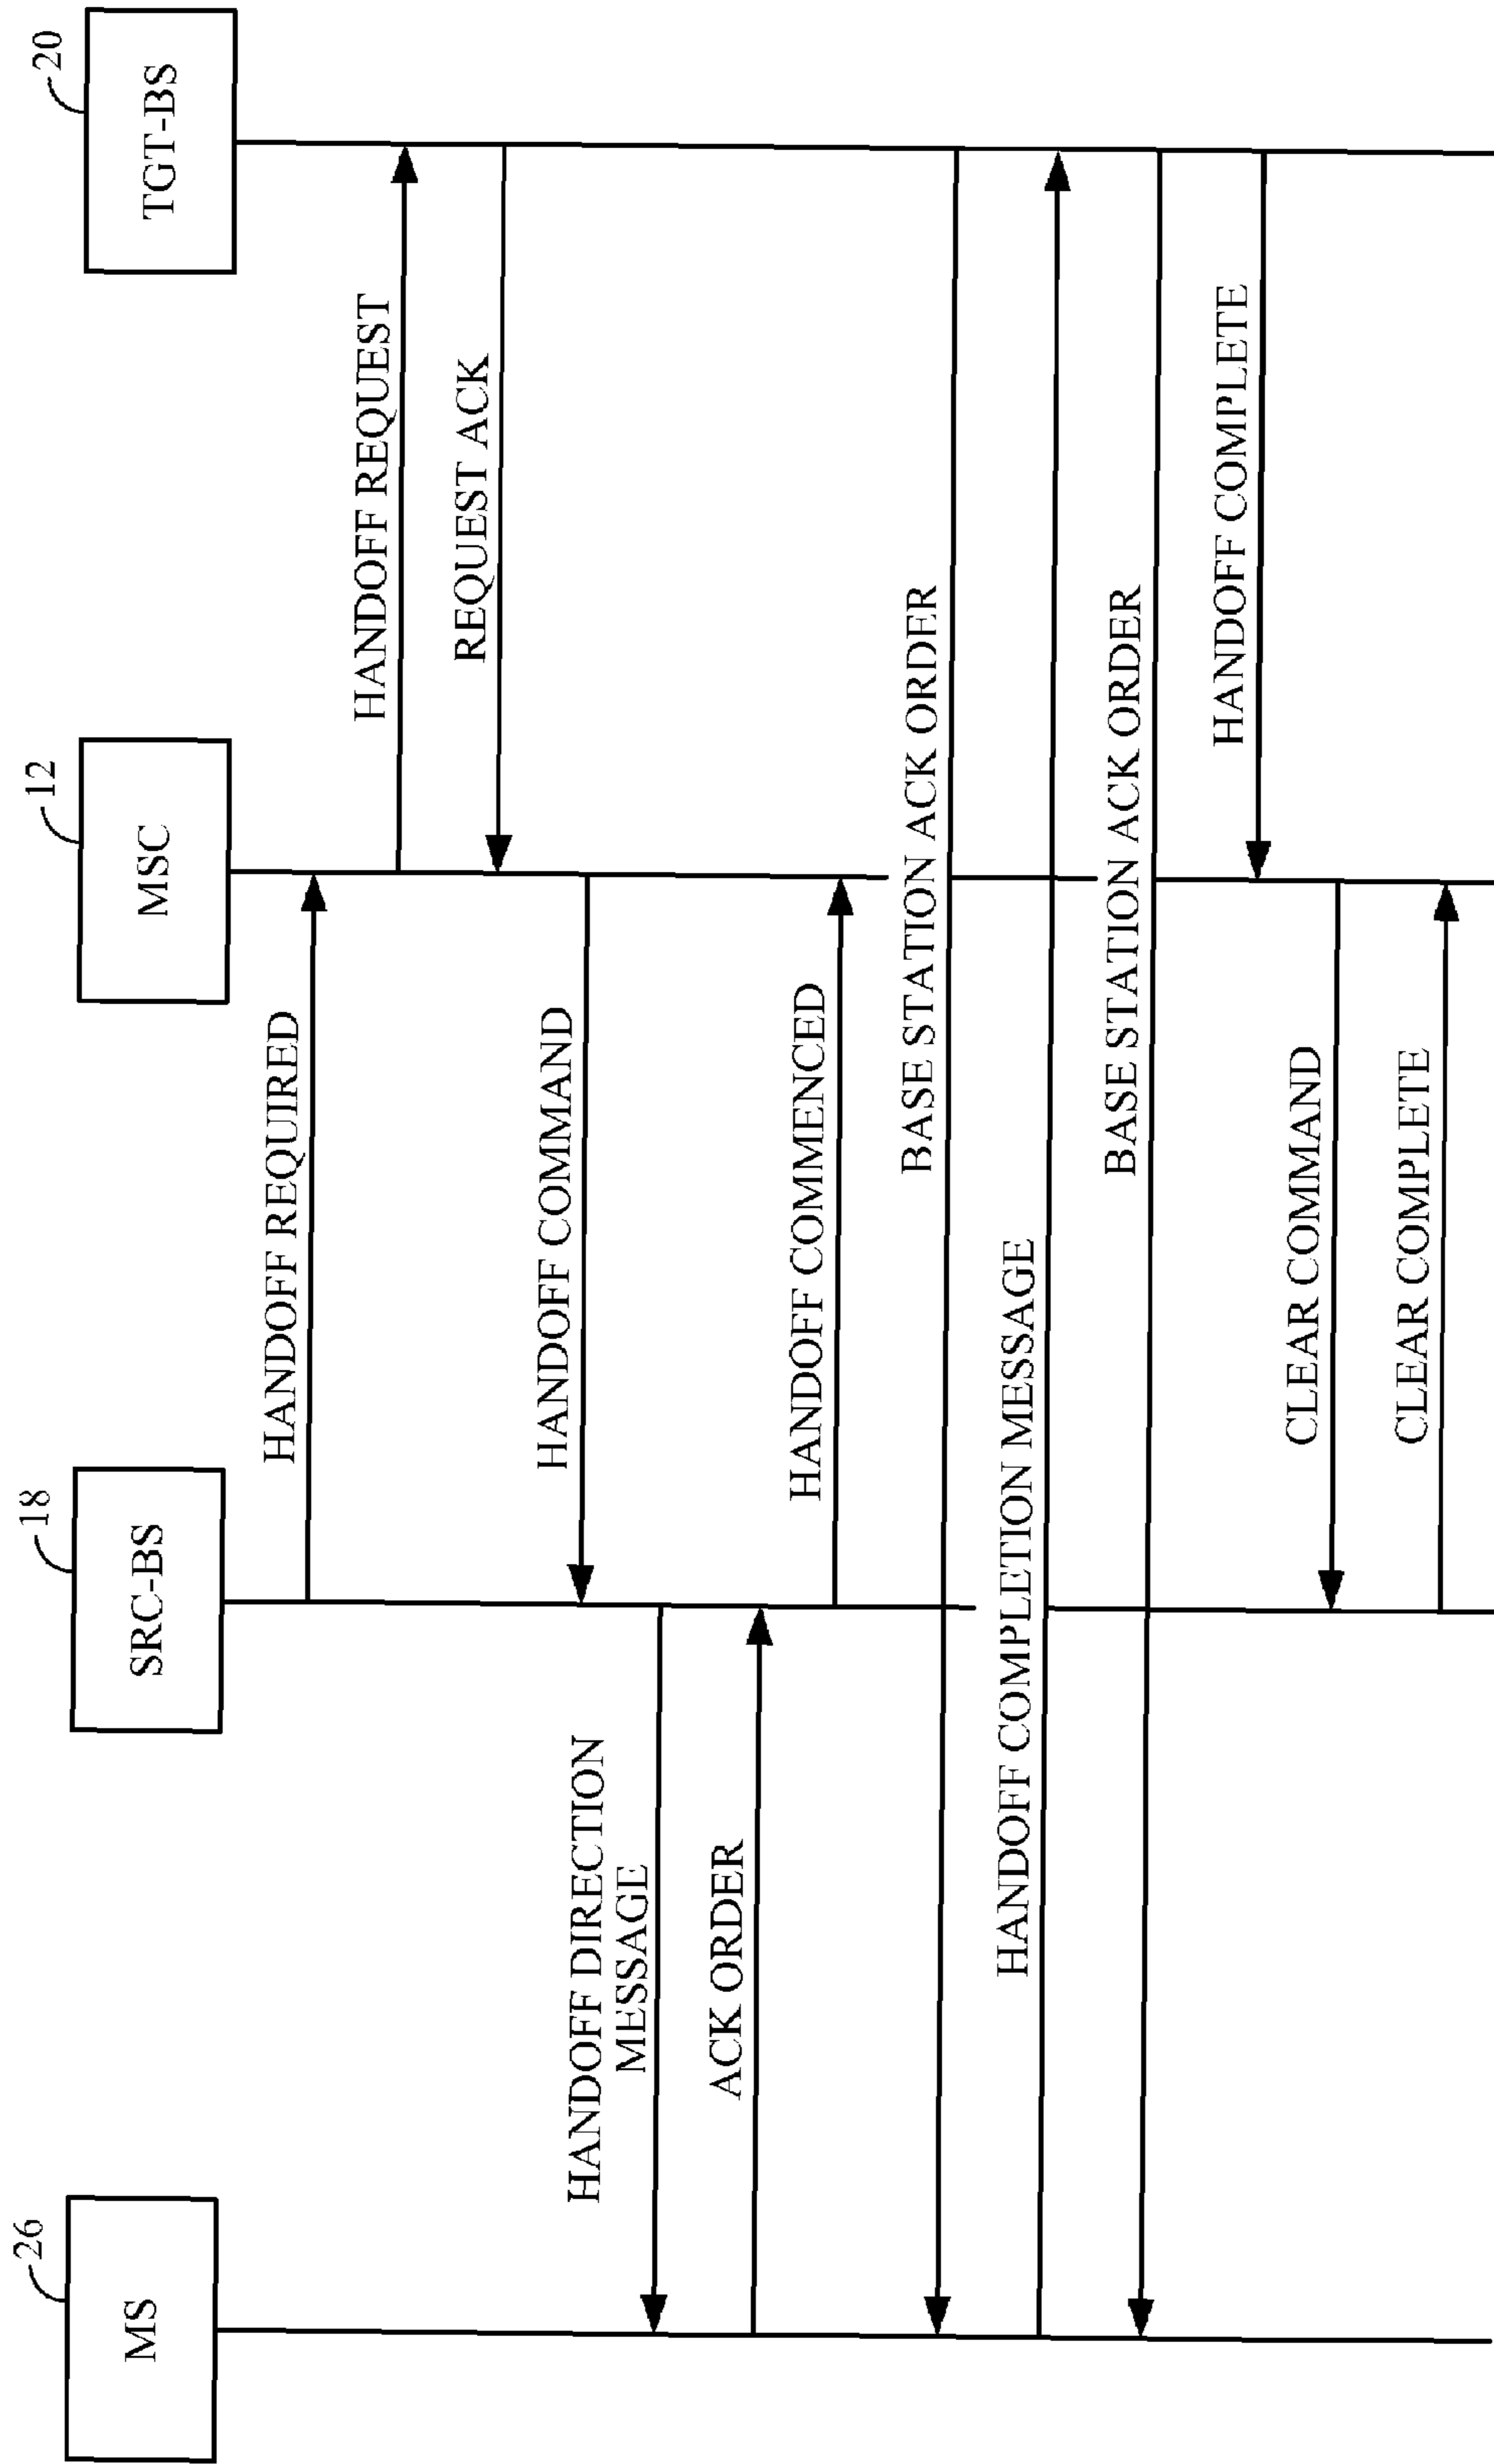 26
MS
18
SRC-BS
12
MSC
20
TGT-BS
HANDOFF REQUIRED
HANDOFF REQUEST
REQUEST ACK
HANDOFF COMMAND
HANDOFF DIRECTION
MESSAGE
ACK ORDER
HANDOFF COMMENCED
BASE STATION ACK ORDER
HANDOFF COMPLETION MESSAGE
BASE STATION ACK ORDER
HANDOFF COMPLETE
CLEAR COMMAND
CLEAR COMPLETE